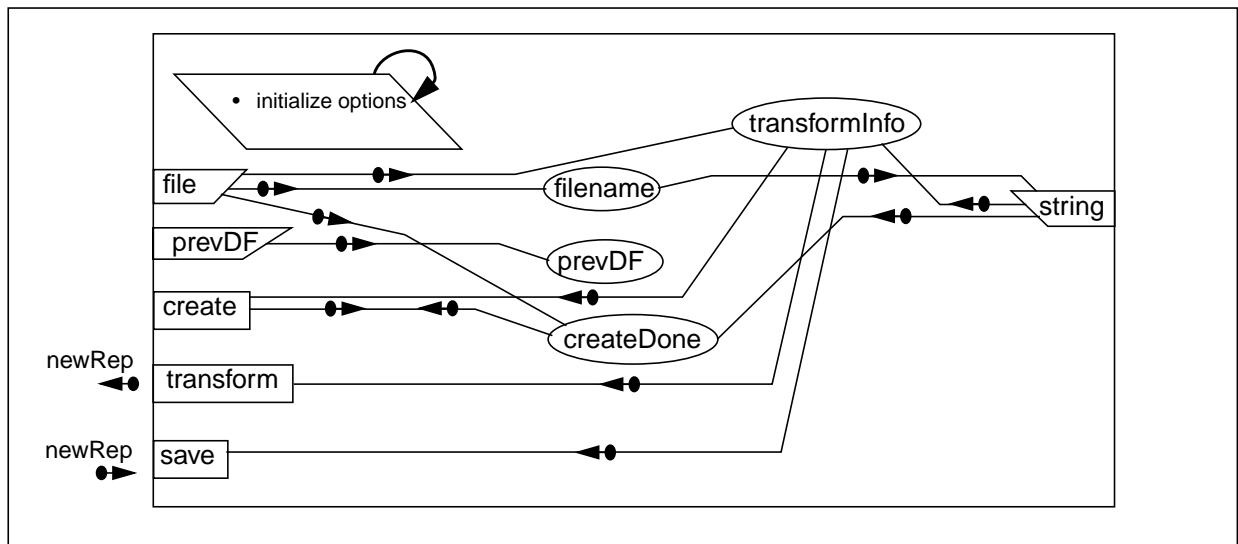 • initialize options
transformInfo
file
filename
string
prevDF
prevDF
create
createDone
newRep
transform
newRep
save